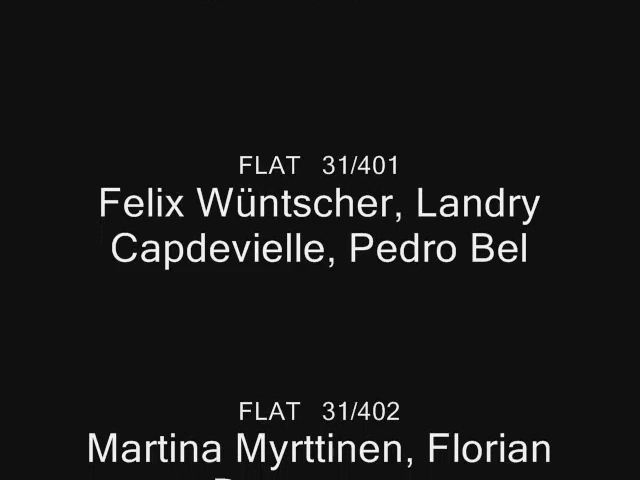 FLAT 31/401
Felix Wüntscher, Landry
Capdevielle, Pedro Bel
FLAT 31/402
Martina Myrttinen, Florian